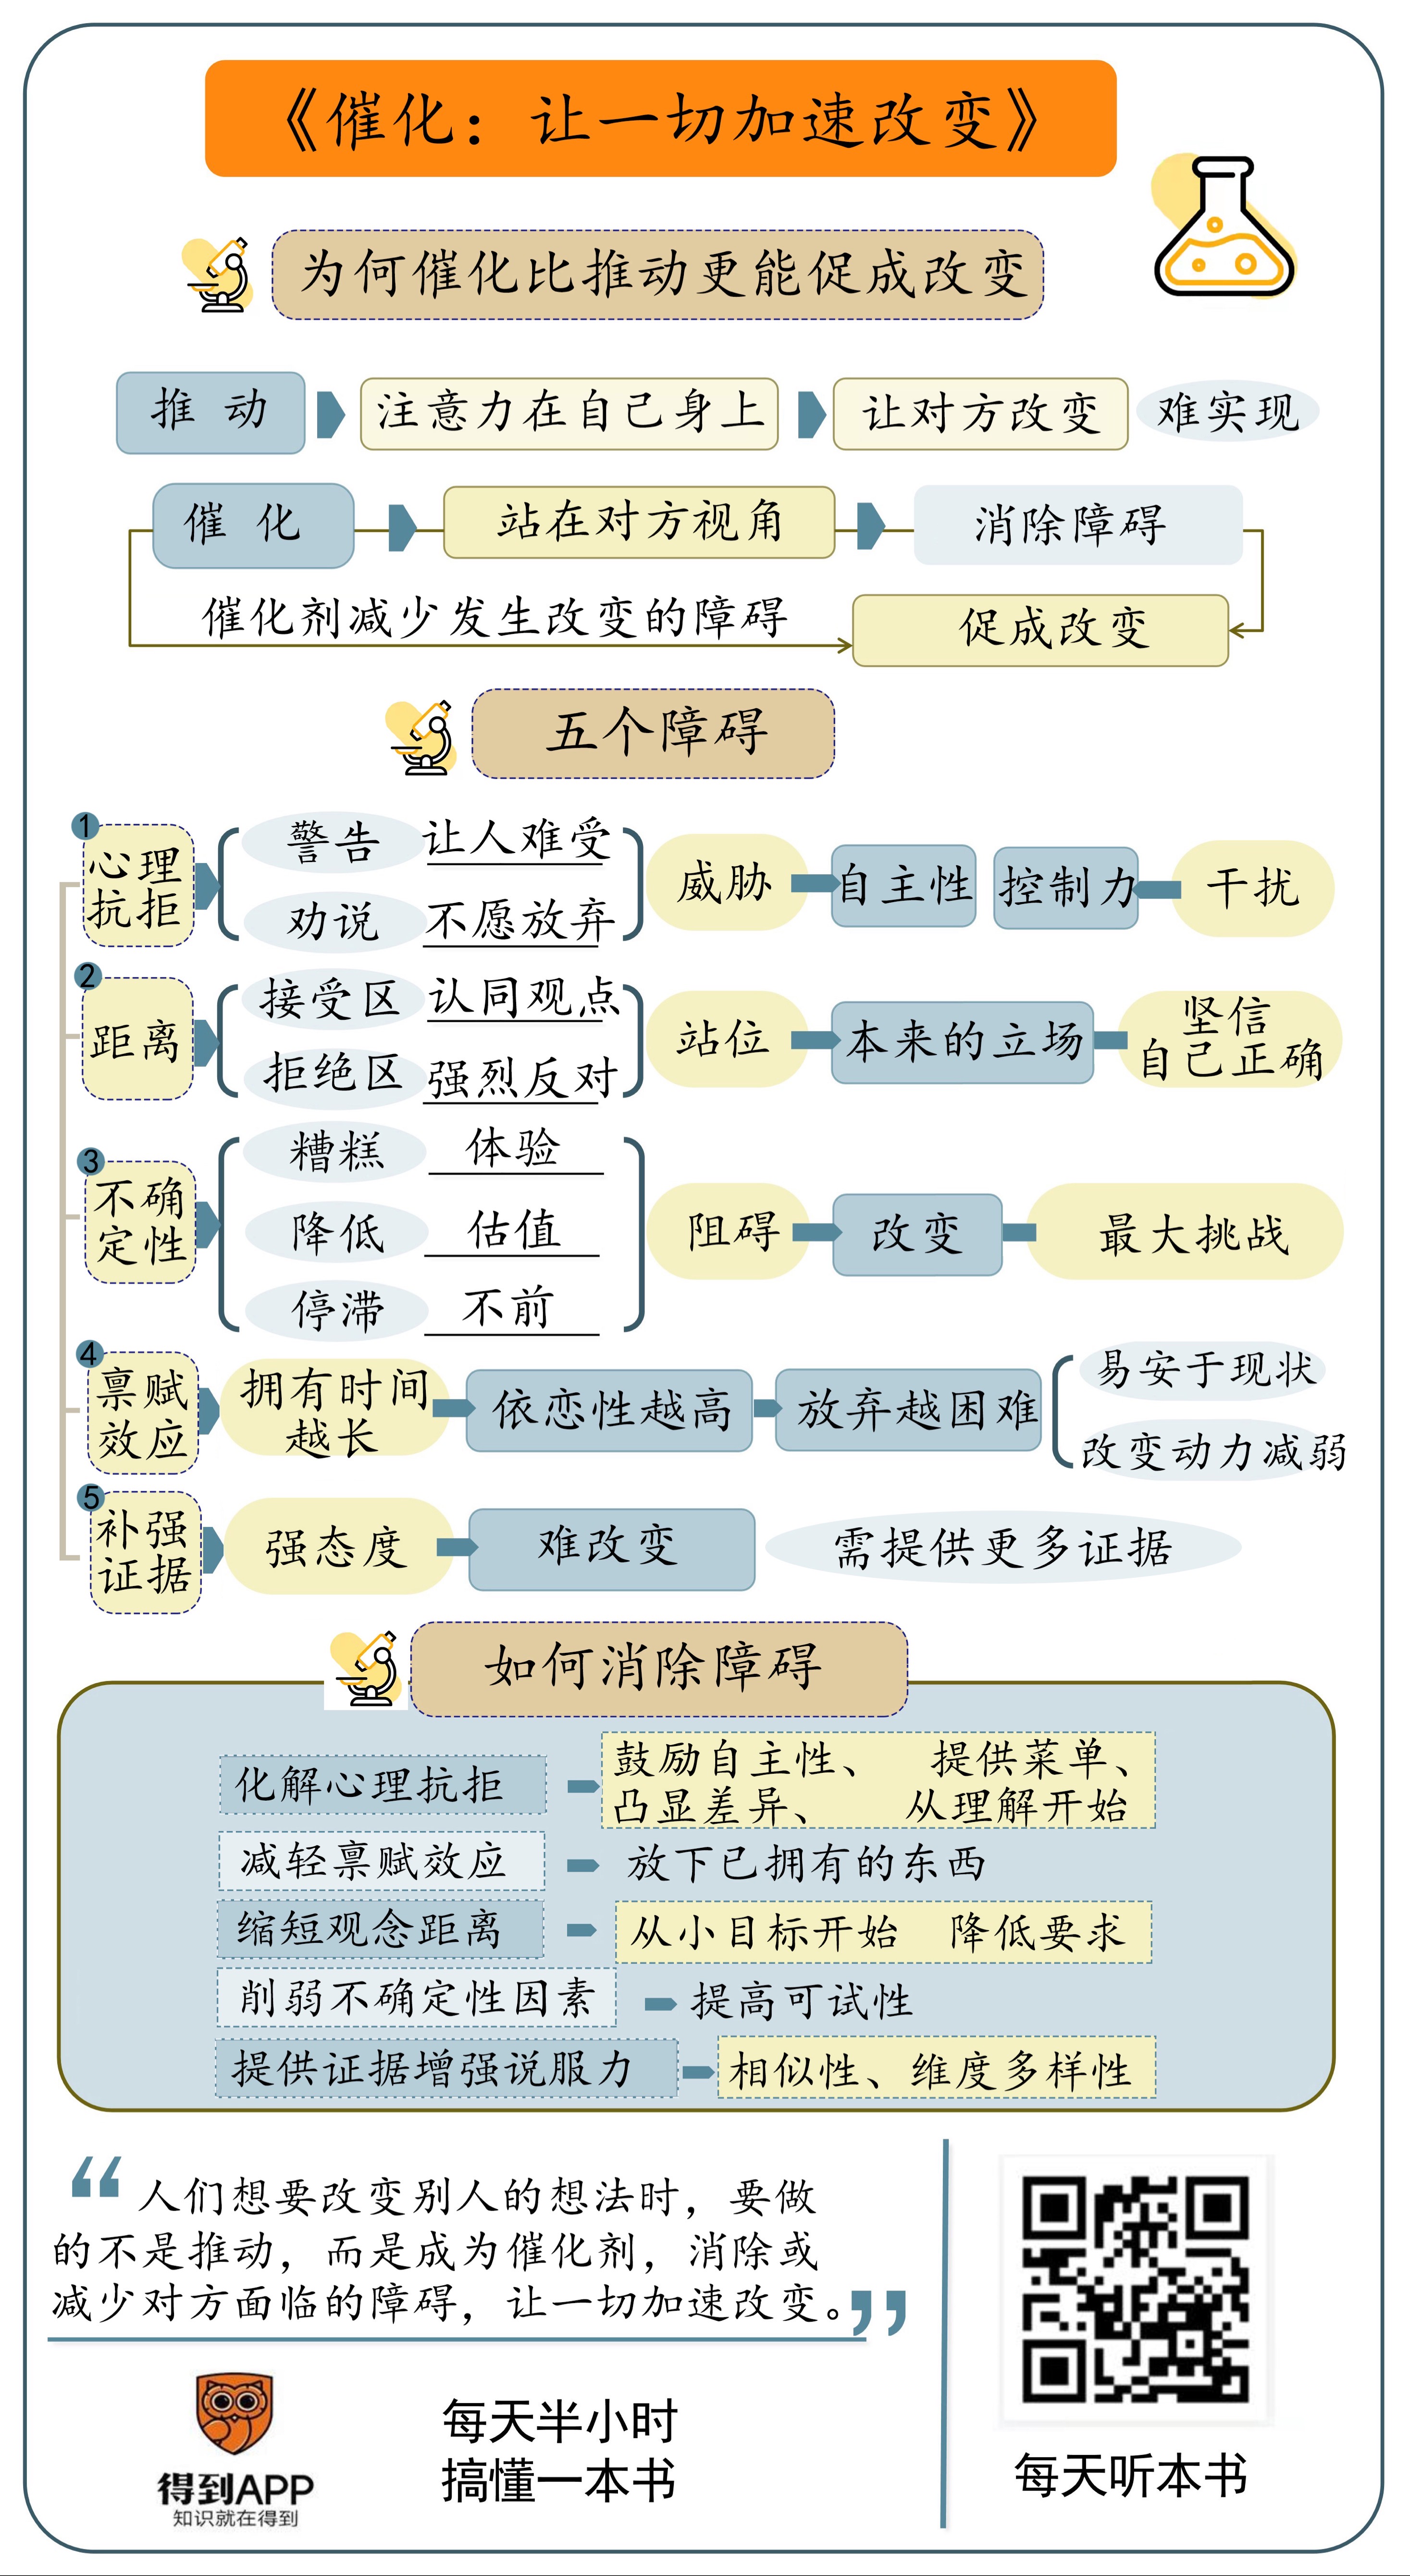 《催化：让一切加速改变》
为何催化比推动更能促成改变
推 动
注意力在自己身上
让对方改变
难实现
催 化
站在对方视角
消除障碍
催化剂减少发生改变的障碍
促成改变
五个障碍
1
心理
抗拒
警告
让人难受
劝说
不愿放弃
威胁
自主性
控制力
干扰
2
距离
接受区
认同观点
拒绝区
强烈反对
站位
本来的立场
坚信
自己正确
3
不确
定性
糟糕
体验
降低
估值
停滞
不前
阻碍
改变
最大挑战
4
禀赋
效应
拥有时间
越长
依恋性越高
放弃越困难
易安于现状
改变动力减弱
5
补强
证据
强态度
难改变
需提供更多证据
如何消除障碍
化解心理抗拒
鼓励自主性、 提供菜单、
凸显差异、 从理解开始
减轻禀赋效应
放下已拥有的东西
缩短观念距离
从小目标开始 降低要求
削弱不确定性因素
提高可试性
提供证据增强说服力
相似性、维度多样性
“人们想要改变别人的想法时，要做
的不是推动，而是成为催化剂，消除或
减少对方面临的障碍，让一切加速改变。”
得到APP
知识就在得到
每天半小时
搞懂一本书
每天听本书